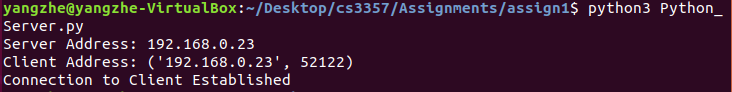 yangzhe@yangzhe-VirtualBox:~/Desktop/cs3357/Assignments/assign1$ python3 Python_
Server.py
Server Address: 192.168.0.23
Client Address: ('192.168.0.23', 52122)
Connection to Client Established